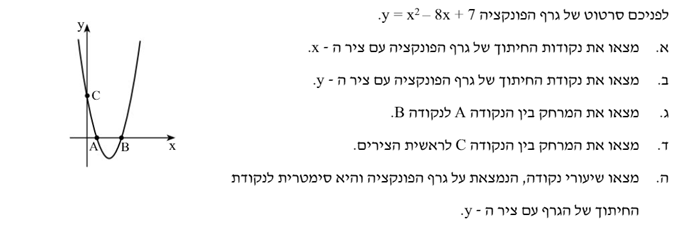 לפניכם סרטוט של גרף הפונקציה y = x² – 8x + 7.
א. מצאו את נקודות החיתוך של גרף הפונקציה עם ציר ה - x.
ב. מצאו את נקודת החיתוך של גרף הפונקציה עם ציר ה - y.
ג. מצאו את המרחק בין הנקודה A לנקודה B.
ד. מצאו את המרחק בין הנקודה C לראשית הצירים.
ה. מצאו שיעורי נקודה, הנמצאת על גרף הפונקציה והיא סימטרית לנקודת
החיתוך של הגרף עם ציר ה - y.
y
C
A B x